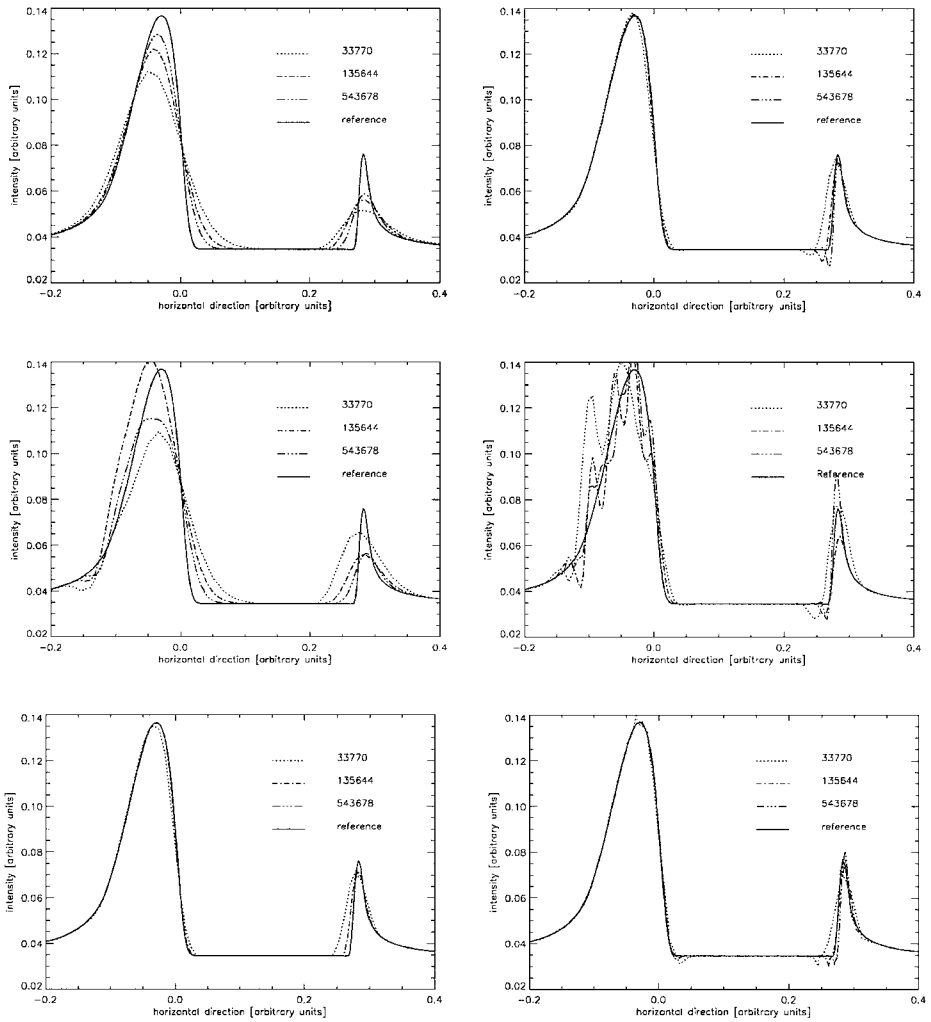 0.14
0.12
0.10
0.08
0.06
0.04
0.02
intensity [arbitrary units]
33770
135644
543678
reference
-0.2 0.0 0.2 0.4
horizontal direction [arbitrary units]
0.14
0.12
0.10
0.08
0.06
0.04
0.02
intensity [arbitrary units]
33770
135644
543678
reference
-0.2 0.0 0.2 0.4
horizontal direction [arbitrary units]
0.14
0.12
0.10
0.08
0.06
0.04
0.02
intensity [arbitrary units]
33770
135644
543678
reference
-0.2 0.0 0.2 0.4
horizontal direction [arbitrary units]
0.14
0.12
0.10
0.08
0.06
0.04
0.02
intensity [arbitrary units]
33770
135644
543678
Reference
-0.2 0.0 0.2 0.4
horizontal direction [arbitrary units]
0.14
0.12
0.10
0.08
0.06
0.04
0.02
intensity [arbitrary units]
33770
135644
543678
reference
-0.2 0.0 0.2 0.4
horizontal direction [arbitrary units]
0.14
0.12
0.10
0.08
0.06
0.04
0.02
intensity [arbitrary units]
33770
135644
543678
reference
-0.2 0.0 0.2 0.4
horizontal direction [arbitrary units]